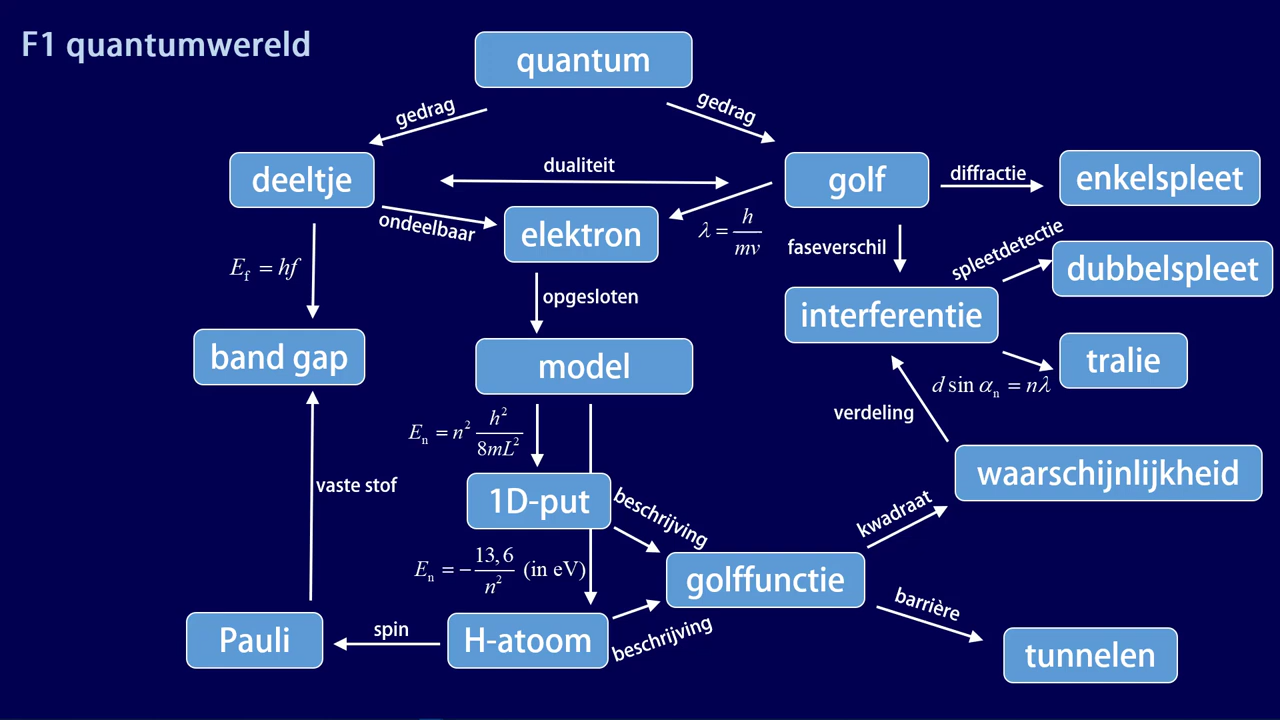 F1 quantumwereld
quantum
gedrag
gedrag
deeltje
dualiteit
golf
diffractie
enkelspleet
ondeelbaar
elektron
λ = h/mv
faseverschil
spleetdetectie
dubbelspleet
E_f = hf
opgesloten
interferentie
band gap
model
tralie
d sin α_n = nλ
verdeling
E_n = n² h²/8mL²
vaste stof
1D-put
beschrijving
waarschijnlijkheid
kwadraat
E_n = −13,6/n² (in eV)
golffunctie
barrière
Pauli
spin
H-atoom
beschrijving
tunnelen